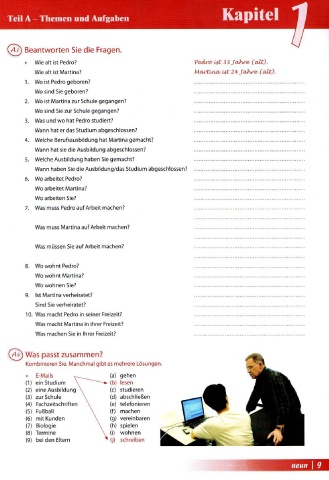 Teil A – Themen und Aufgaben
Kapitel 1
A3 Beantworten Sie die Fragen.
Wie alt ist Pedro? Pedro ist 33 Jahre (alt).
Wie alt ist Martina? Martina ist 24 Jahre (alt).
1. Wo ist Pedro geboren?
Wo sind Sie geboren?
2. Wo ist Martina zur Schule gegangen?
Wo sind Sie zur Schule gegangen?
3. Was und wo hat Pedro studiert?
Wann hat er das Studium abgeschlossen?
4. Welche Berufsausbildung hat Martina gemacht?
Wann hat sie die Ausbildung abgeschlossen?
5. Welche Ausbildung haben Sie gemacht?
Wann haben Sie die Ausbildung/das Studium abgeschlossen?
6. Wo arbeitet Pedro?
Wo arbeitet Martina?
Wo arbeiten Sie?
7. Was muss Pedro auf Arbeit machen?
Was muss Martina auf Arbeit machen?
Was müssen Sie auf Arbeit machen?
8. Wo wohnt Pedro?
Wo wohnt Martina?
Wo wohnen Sie?
9. Ist Martina verheiratet?
Sind Sie verheiratet?
10. Was macht Pedro in seiner Freizeit?
Was macht Martina in ihrer Freizeit?
Was machen Sie in Ihrer Freizeit?
A4 Was passt zusammen?
Kombinieren Sie. Manchmal gibt es mehrere Lösungen.
E-Mails (a) gehen
(1) ein Studium (b) lesen
(2) eine Ausbildung (c) studieren
(3) zur Schule (d) abschließen
(4) Fachzeitschriften (e) telefonieren
(5) Fußball (f) machen
(6) mit Kunden (g) vereinbaren
(7) Biologie (h) spielen
(8) Termine (i) wohnen
(9) bei den Eltern (j) schreiben
neun | 9